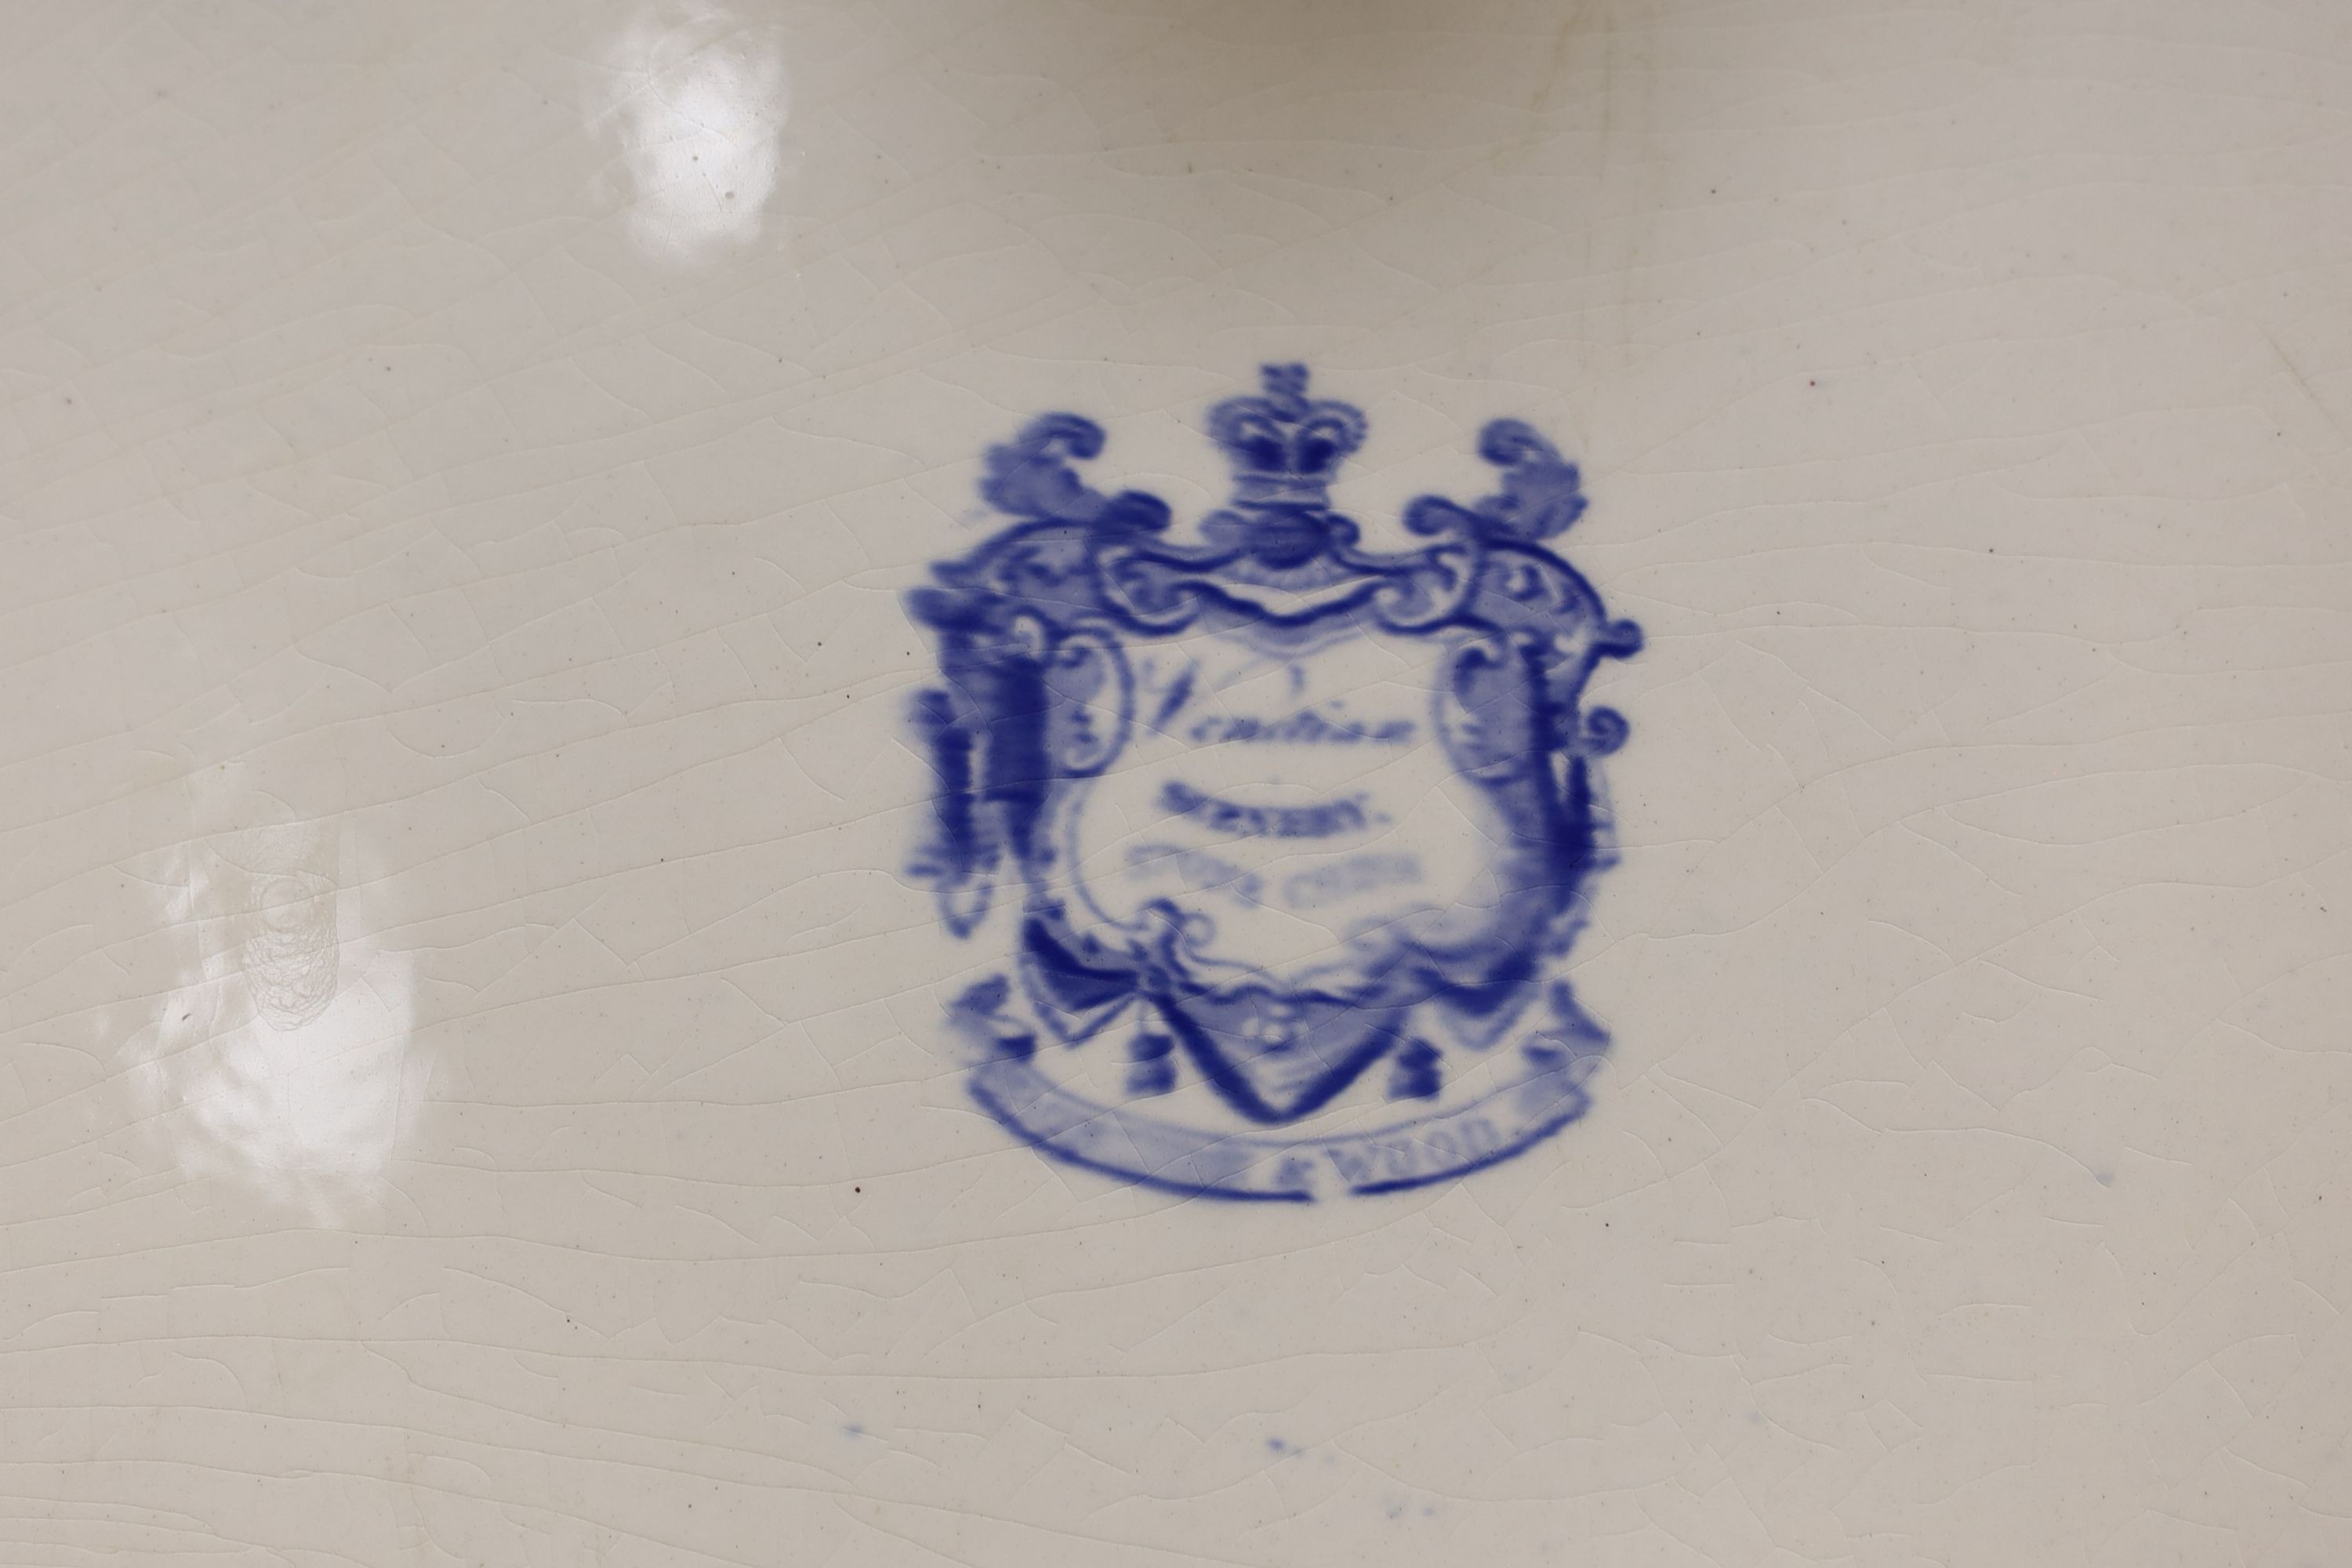 Venetian
SCENERY.
STONE CHINA
& WOOD